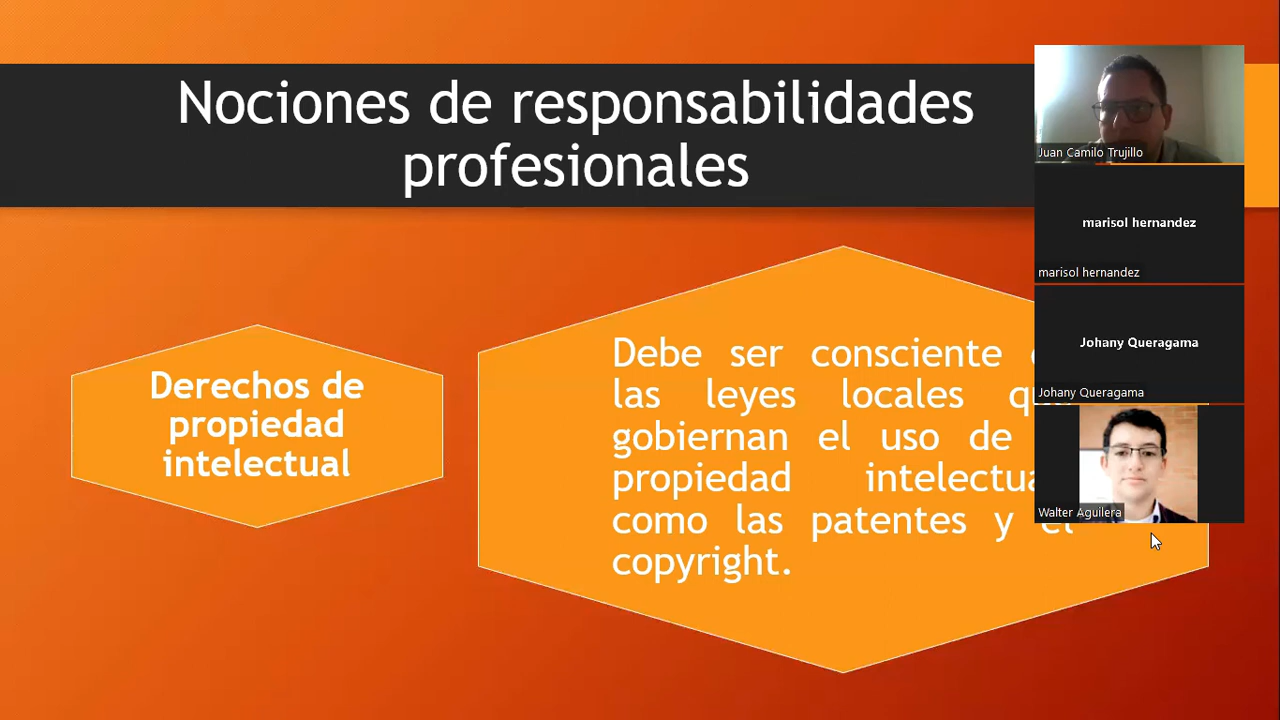 Nociones de responsabilidades
profesionales
Derechos de
propiedad
intelectual
Debe ser consciente
las leyes locales
gobiernan el uso de
propiedad
como las patentes y el
copyright.
Juan Camilo Trujillo
marisol hernandez
marisol hernandez
Johany Queragama
Johany Queragama
Walter Aguilera